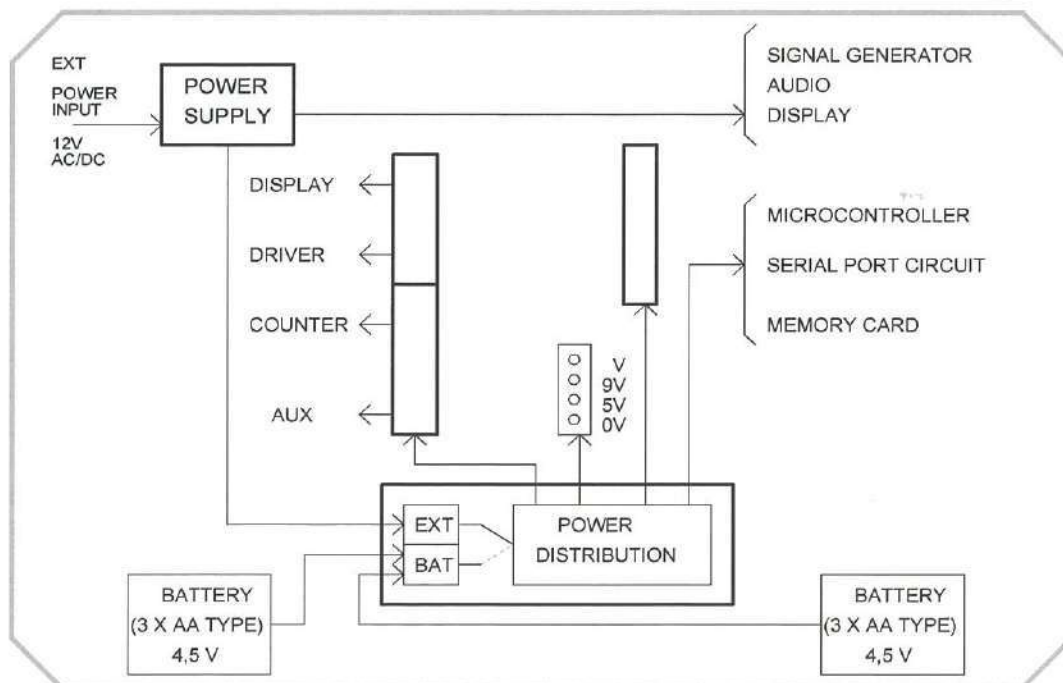 EXT
POWER
INPUT
12V
AC/DC
POWER
SUPPLY
SIGNAL GENERATOR
AUDIO
DISPLAY
DISPLAY
DRIVER
COUNTER
AUX
MICROCONTROLLER
SERIAL PORT CIRCUIT
MEMORY CARD
V
9V
5V
0V
EXT
BAT
POWER
DISTRIBUTION
BATTERY
(3 X AA TYPE)
4,5 V
BATTERY
(3 X AA TYPE)
4,5 V